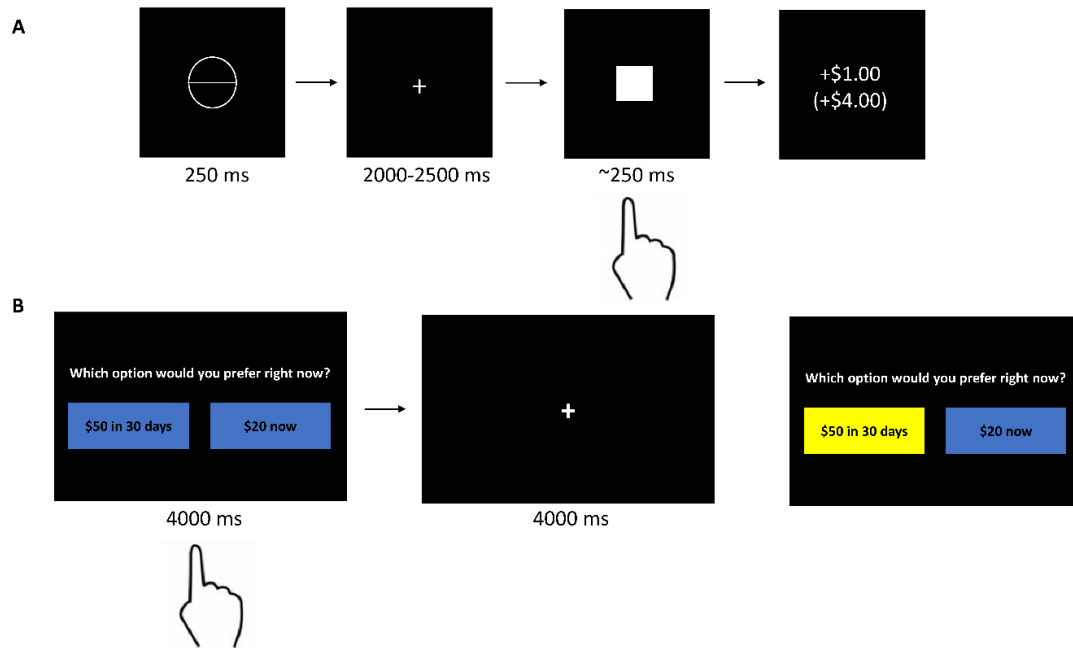 A
+
+$1.00
(+$4.00)
250 ms
2000-2500 ms
~250 ms
B
Which option would you prefer right now?
$50 in 30 days
$20 now
+
Which option would you prefer right now?
$50 in 30 days
$20 now
4000 ms
4000 ms